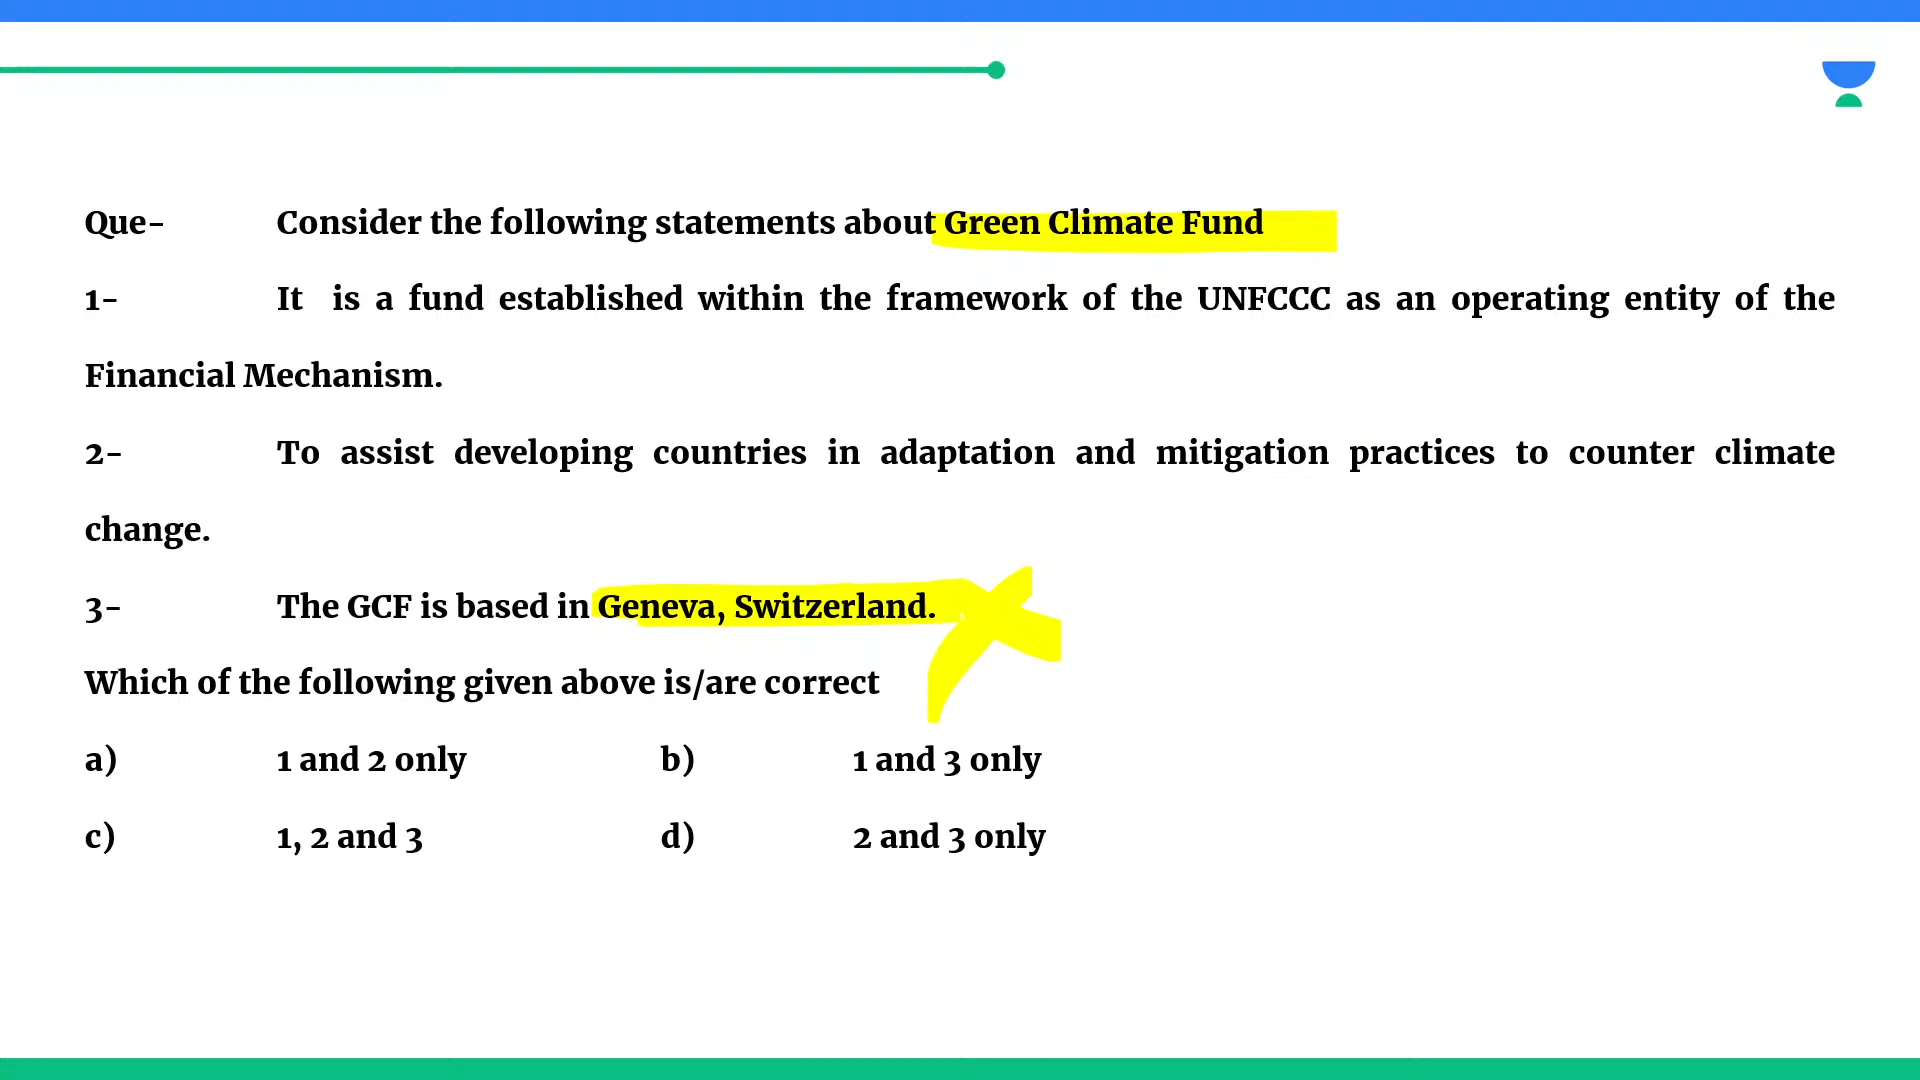 Que- Consider the following statements about Green Climate Fund
1- It is a fund established within the framework of the UNFCCC as an operating entity of the
Financial Mechanism.
2- To assist developing countries in adaptation and mitigation practices to counter climate
change.
3- The GCF is based in Geneva, Switzerland.
Which of the following given above is/are correct
a) 1 and 2 only b) 1 and 3 only
c) 1, 2 and 3 d) 2 and 3 only